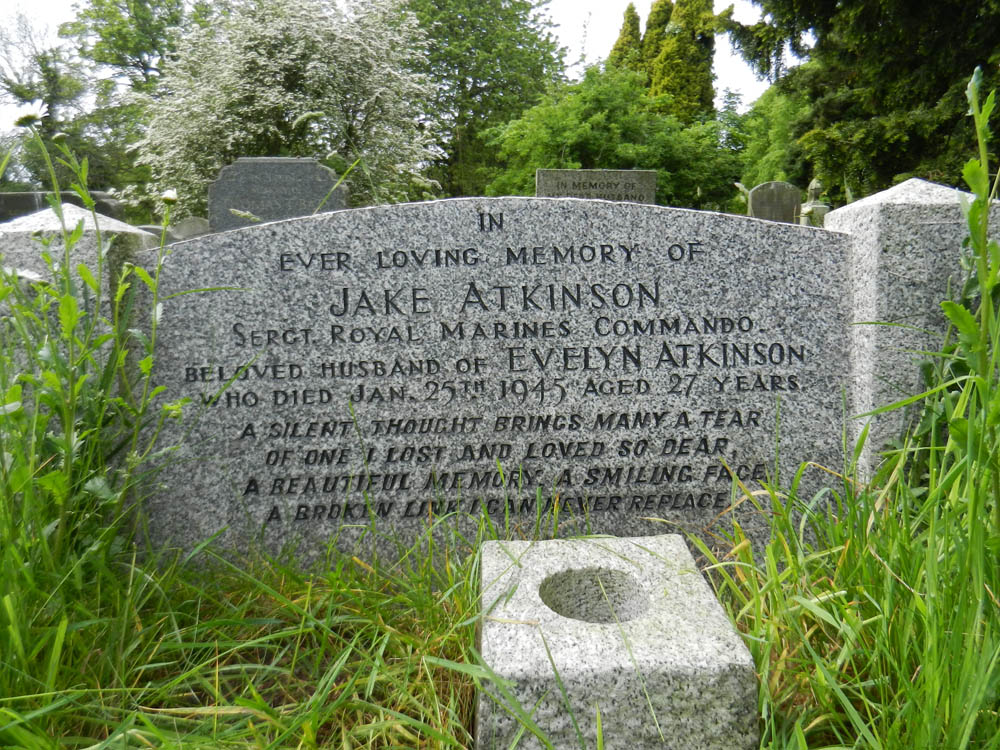 IN MEMORY OF
IN
EVER LOVING MEMORY OF
JAKE ATKINSON
SERGT. ROYAL MARINES COMMANDO.
BELOVED HUSBAND OF EVELYN ATKINSON
WHO DIED JAN. 25TH 1945 AGED 27 YEARS.
A SILENT THOUGHT BRINGS MANY A TEAR
OF ONE I LOST AND LOVED SO DEAR,
A BEAUTIFUL MEMORY, A SMILING FACE
A BROKEN LINK I CAN NEVER REPLACE